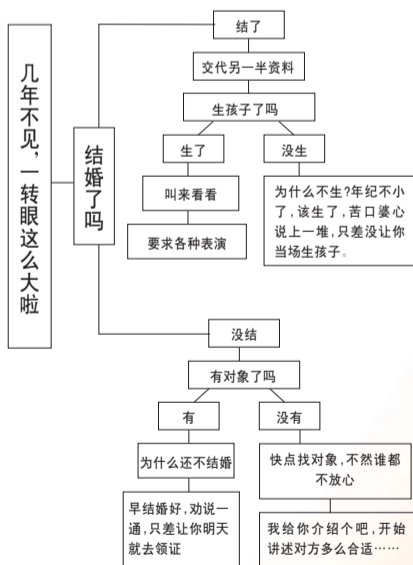 几年不见，一转眼这么大啦
结婚了吗
结了
交代另一半资料
生孩子了吗
生了
没生
叫来看看
要求各种表演
为什么不生?年纪不小
了，该生了，苦口婆心
说上一堆，只差没让你
当场生孩子。
没结
有对象了吗
有
没有
为什么还不结婚
早结婚好，劝说一
通，只差让你明天
就去领证
快点找对象，不然谁都
不放心
我给你介绍个吧，开始
讲述对方多么合适……